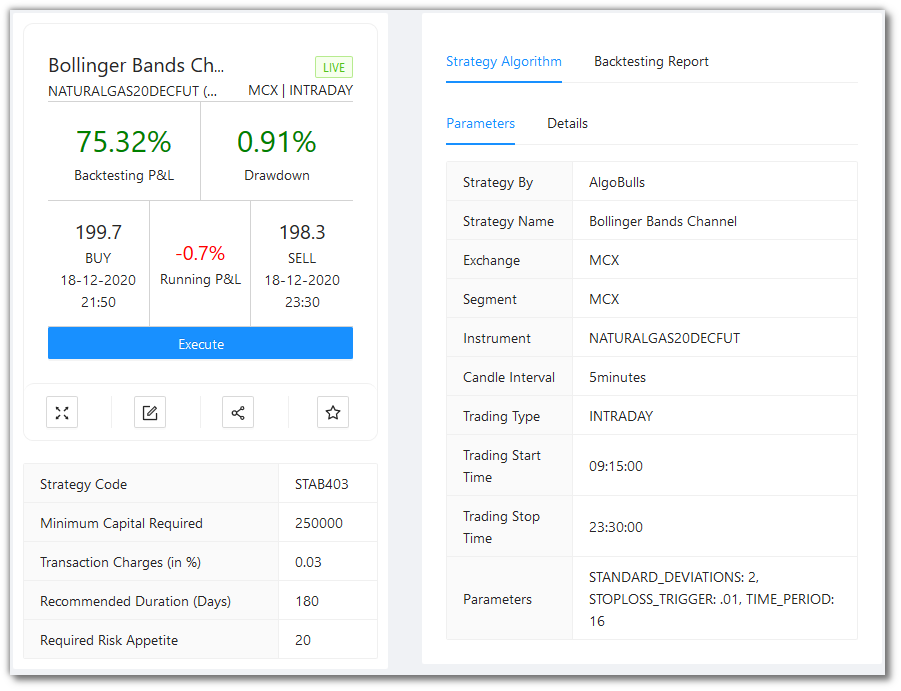 Bollinger Bands Ch...
LIVE
NATURALGAS20DECFUT (...
MCX | INTRADAY
75.32%
Backtesting P&L
0.91%
Drawdown
199.7
BUY
18-12-2020
21:50
-0.7%
Running P&L
198.3
SELL
18-12-2020
23:30
Execute
Strategy Code STAB403
Minimum Capital Required 250000
Transaction Charges (in %) 0.03
Recommended Duration (Days) 180
Required Risk Appetite 20
Strategy Algorithm Backtesting Report
Parameters Details
Strategy By AlgoBulls
Strategy Name Bollinger Bands Channel
Exchange MCX
Segment MCX
Instrument NATURALGAS20DECFUT
Candle Interval 5minutes
Trading Type INTRADAY
Trading Start
Time
09:15:00
Trading Stop
Time
23:30:00
Parameters
STANDARD_DEVIATIONS: 2,
STOPLOSS_TRIGGER: .01, TIME_PERIOD:
16